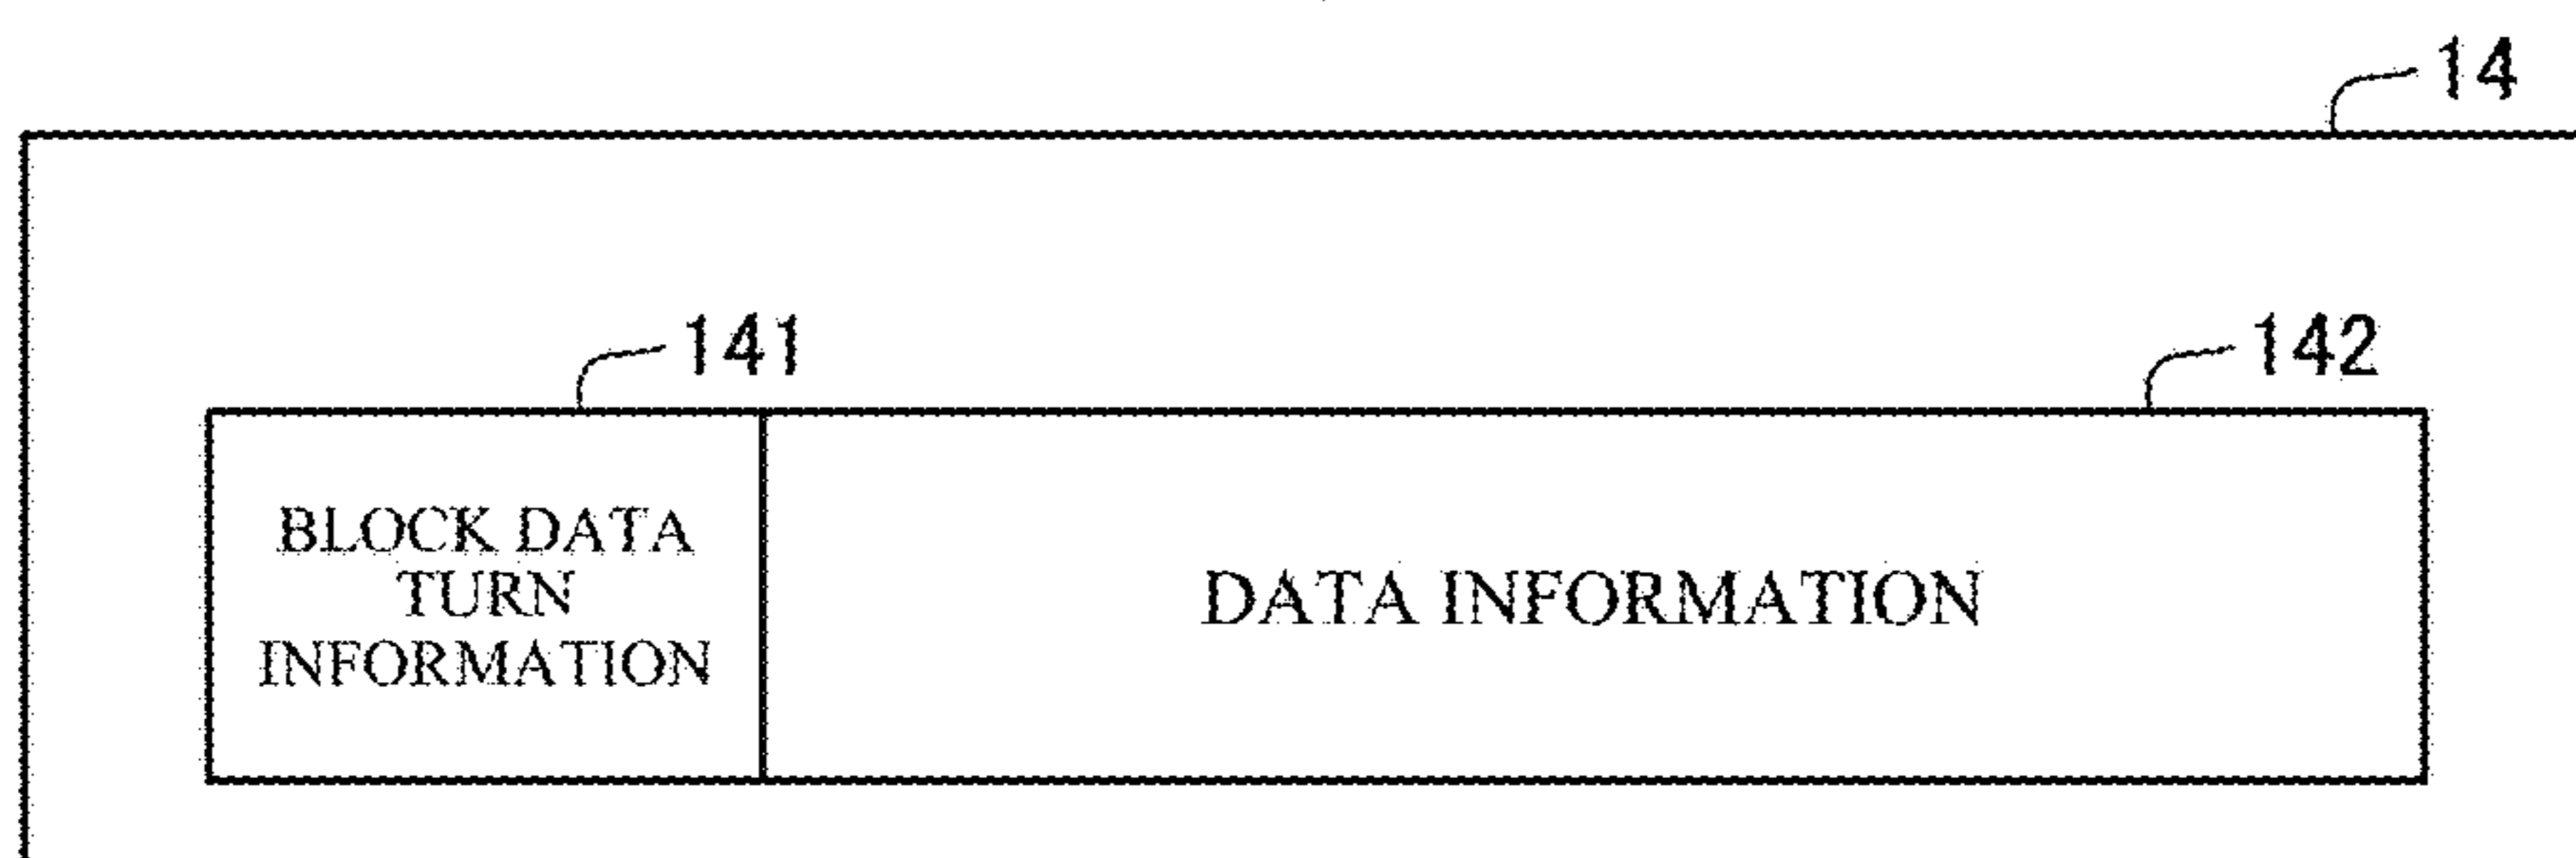 14
141
142
BLOCK DATA
TURN
INFORMATION
DATA INFORMATION